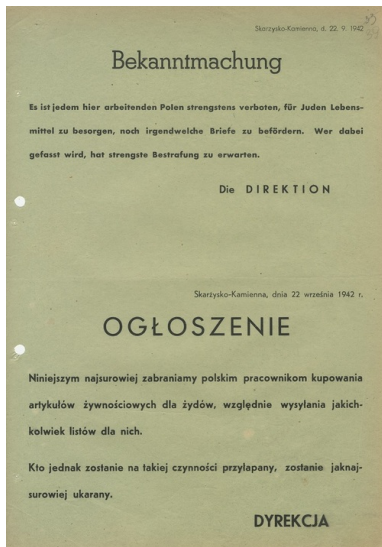 Skarżysko-Kamienna, d. 22. 9. 1942
Bekanntmachung
Es ist jedem hier arbeitenden Polen strengstens verboten, für Juden Lebens-
mittel zu besorgen, noch irgendwelche Briefe zu befördern. Wer dabei
gefasst wird, hat strengste Bestrafung zu erwarten.
Die DIREKTION
Skarżysko-Kamienna, dnia 22 września 1942 r.
OGŁOSZENIE
Niniejszym najsurowiej zabraniamy polskim pracownikom kupowania
artykułów żywnościowych dla żydów, względnie wysyłania jakich-
kolwiek listów dla nich.
Kto jednak zostanie na takiej czynności przyłapany, zostanie jaknaj-
surowiej ukarany.
DYREKCJA